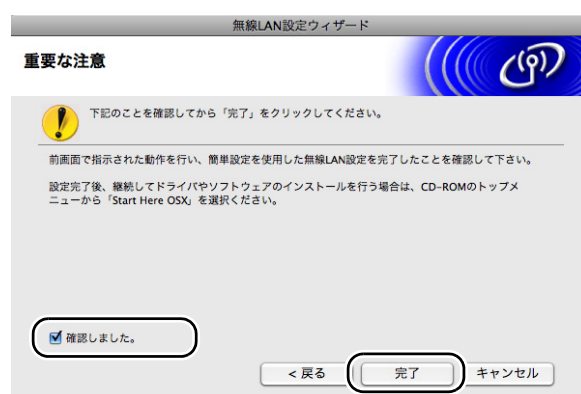 無線LAN設定ウィザード
重要な注意
下記のことを確認してから「完了」をクリックしてください。
前画面で指示された動作を行い、簡単設定を使用した無線LAN設定を完了したことを確認して下さい。
設定完了後、継続してドライバやソフトウェアのインストールを行う場合は、CD-ROMのトップメ
ニューから「Start Here OSX」を選択ください。
確認しました。
< 戻る
完了
キャンセル